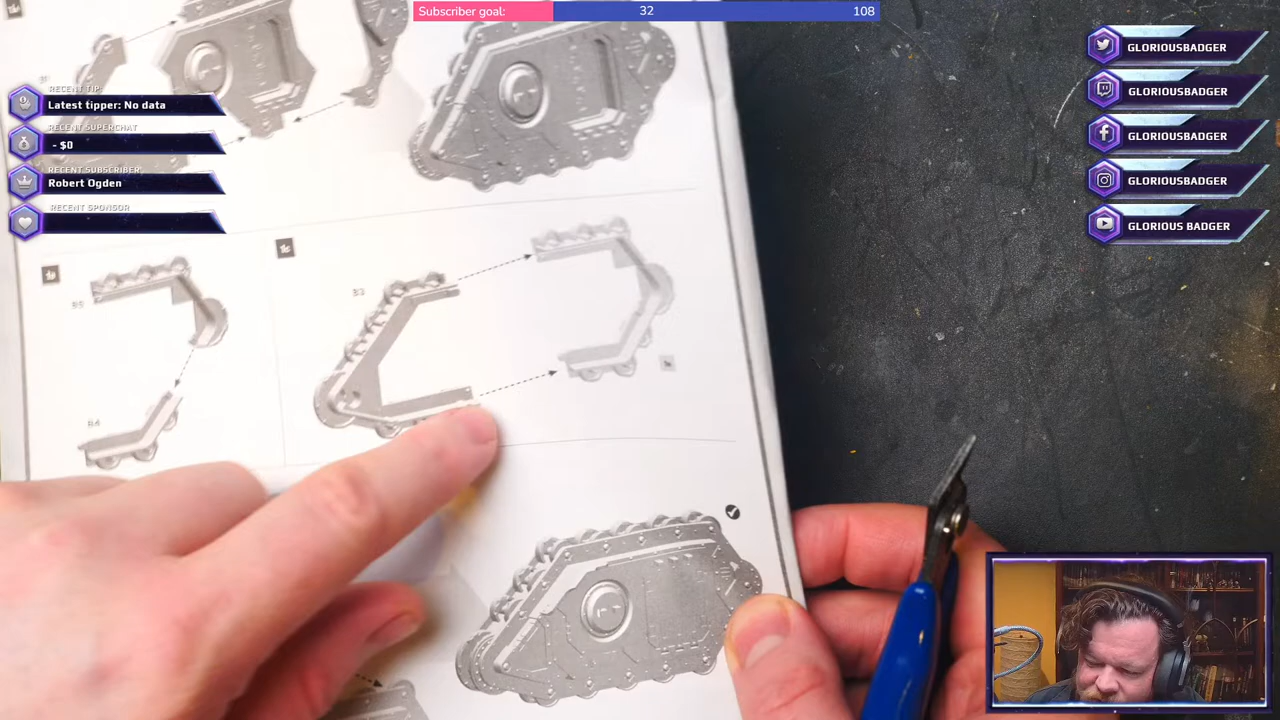 Subscriber goal: 32 108
RECENT TIP
Latest tipper: No data
RECENT SUPERCHAT
- $0
RECENT SUBSCRIBER
Robert Ogden
RECENT SPONSOR
GLORIOUSBADGER
GLORIOUSBADGER
GLORIOUSBADGER
GLORIOUSBADGER
GLORIOUS BADGER